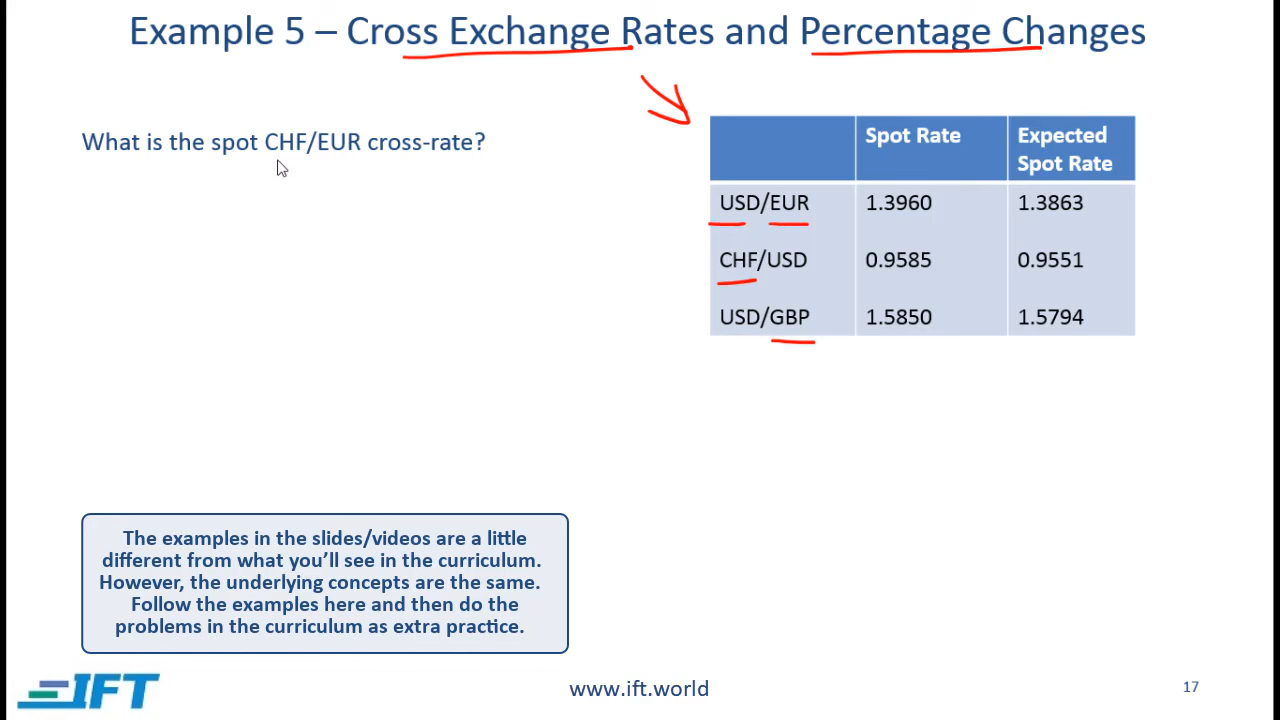 Example 5 – Cross Exchange Rates and Percentage Changes
What is the spot CHF/EUR cross-rate?
Spot Rate
Expected
Spot Rate
USD/EUR 1.3960 1.3863
CHF/USD 0.9585 0.9551
USD/GBP 1.5850 1.5794
The examples in the slides/videos are a little
different from what you’ll see in the curriculum.
However, the underlying concepts are the same.
Follow the examples here and then do the
problems in the curriculum as extra practice.
IFT
www.ift.world
17